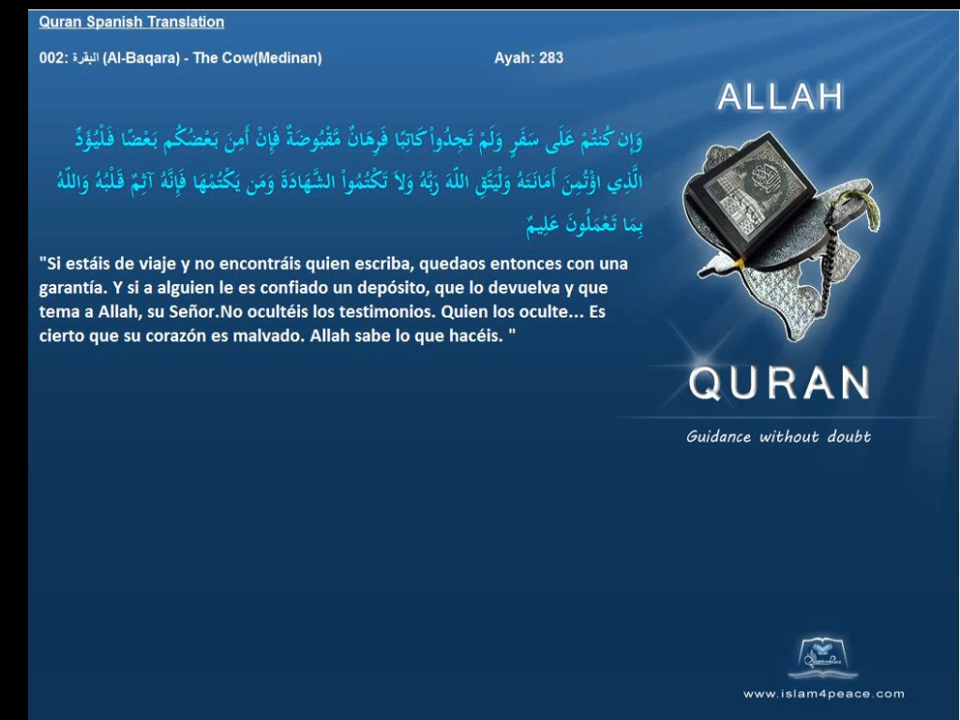 Quran Spanish Translation
002: البقرة (Al-Baqara) - The Cow(Medinan) Ayah: 283
وَإِن كُنتُمْ عَلَى سَفَرٍ وَلَمْ تَجِدُواْ كَاتِبًا فَرِهَانٌ مَّقْبُوضَةٌ فَإِنْ أَمِنَ بَعْضُكُم بَعْضًا فَلْيُؤَدِّ
الَّذِي اؤْتُمِنَ أَمَانَتَهُ وَلْيَتَّقِ اللّهَ رَبَّهُ وَلاَ تَكْتُمُواْ الشَّهَادَةَ وَمَن يَكْتُمْهَا فَإِنَّهُ آثِمٌ قَلْبُهُ وَاللّهُ
بِمَا تَعْمَلُونَ عَلِيمٌ
"Si estáis de viaje y no encontráis quien escriba, quedaos entonces con una
garantía. Y si a alguien le es confiado un depósito, que lo devuelva y que
tema a Allah, su Señor.No ocultéis los testimonios. Quien los oculte... Es
cierto que su corazón es malvado. Allah sabe lo que hacéis. "
ALLAH
QURAN
Guidance without doubt
www.islam4peace.com